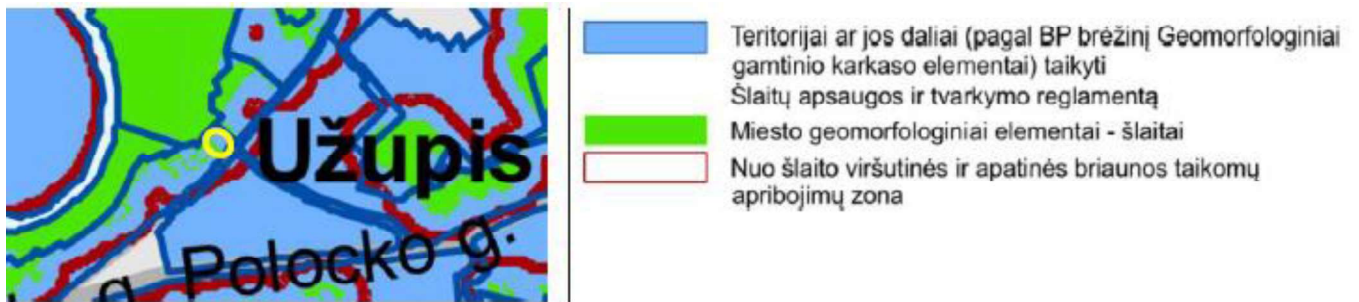 Užupis
g. Polocko g.
Teritorijai ar jos daliai (pagal BP brėžinį Geomorfologiniai
gamtinio karkaso elementai) taikyti
Šlaitų apsaugos ir tvarkymo reglamentą
Miesto geomorfologiniai elementai - šlaitai
Nuo šlaito viršutinės ir apatinės briaunos taikomų
apribojimų zona